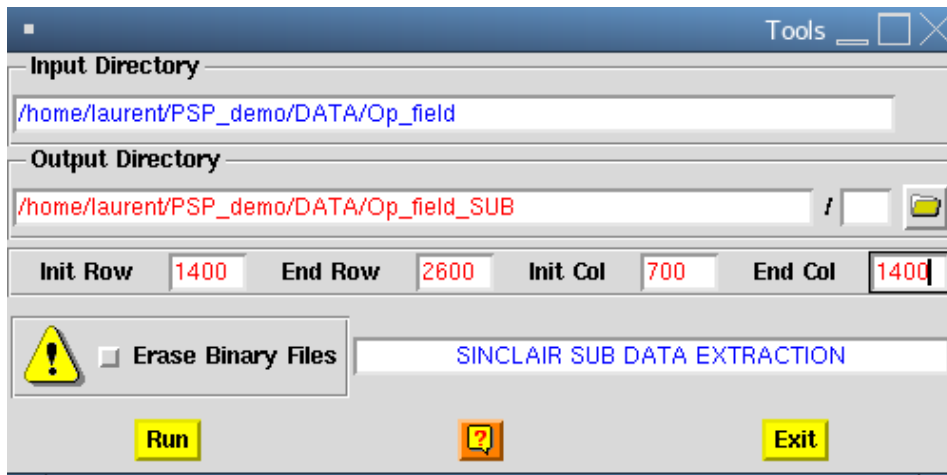 Tools
Input Directory
/home/laurent/PSP_demo/DATA/Op_field
Output Directory
/home/laurent/PSP_demo/DATA/Op_field_SUB /
Init Row 1400 End Row 2600 Init Col 700 End Col 1400
! Erase Binary Files SINCLAIR SUB DATA EXTRACTION
Run ? Exit